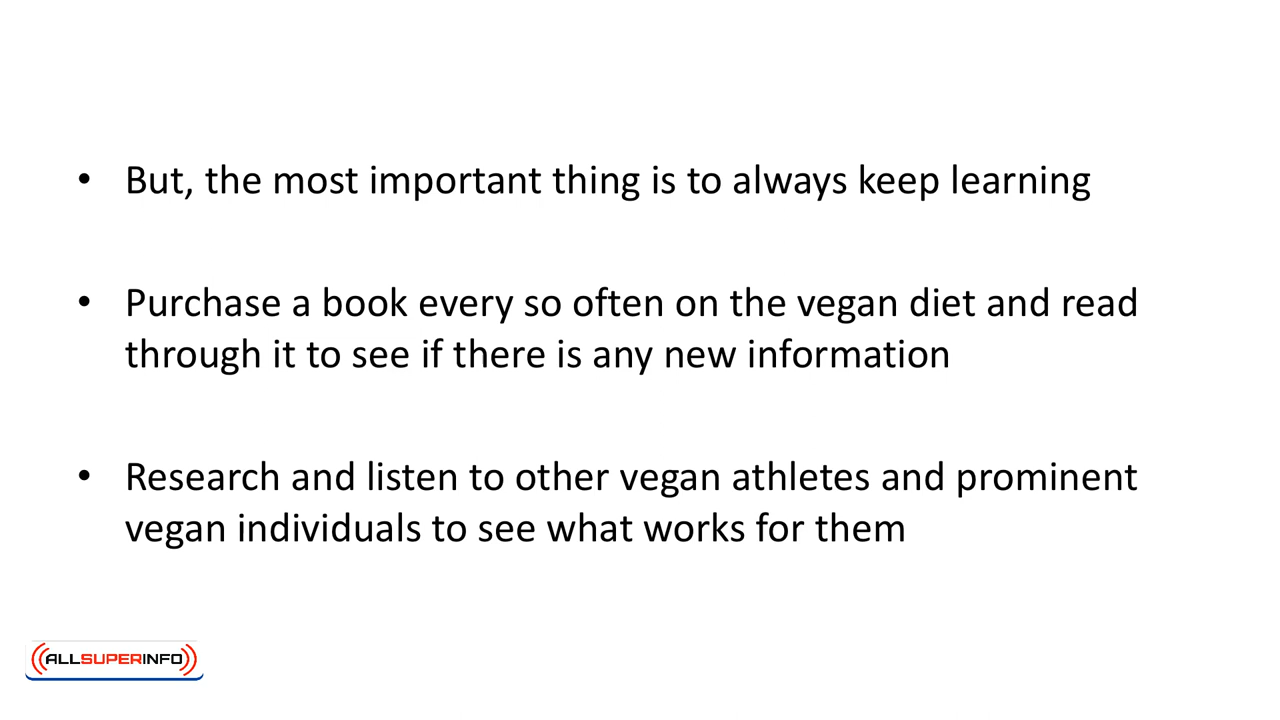 • But, the most important thing is to always keep learning
• Purchase a book every so often on the vegan diet and read
through it to see if there is any new information
• Research and listen to other vegan athletes and prominent
vegan individuals to see what works for them
ALLSUPERINFO